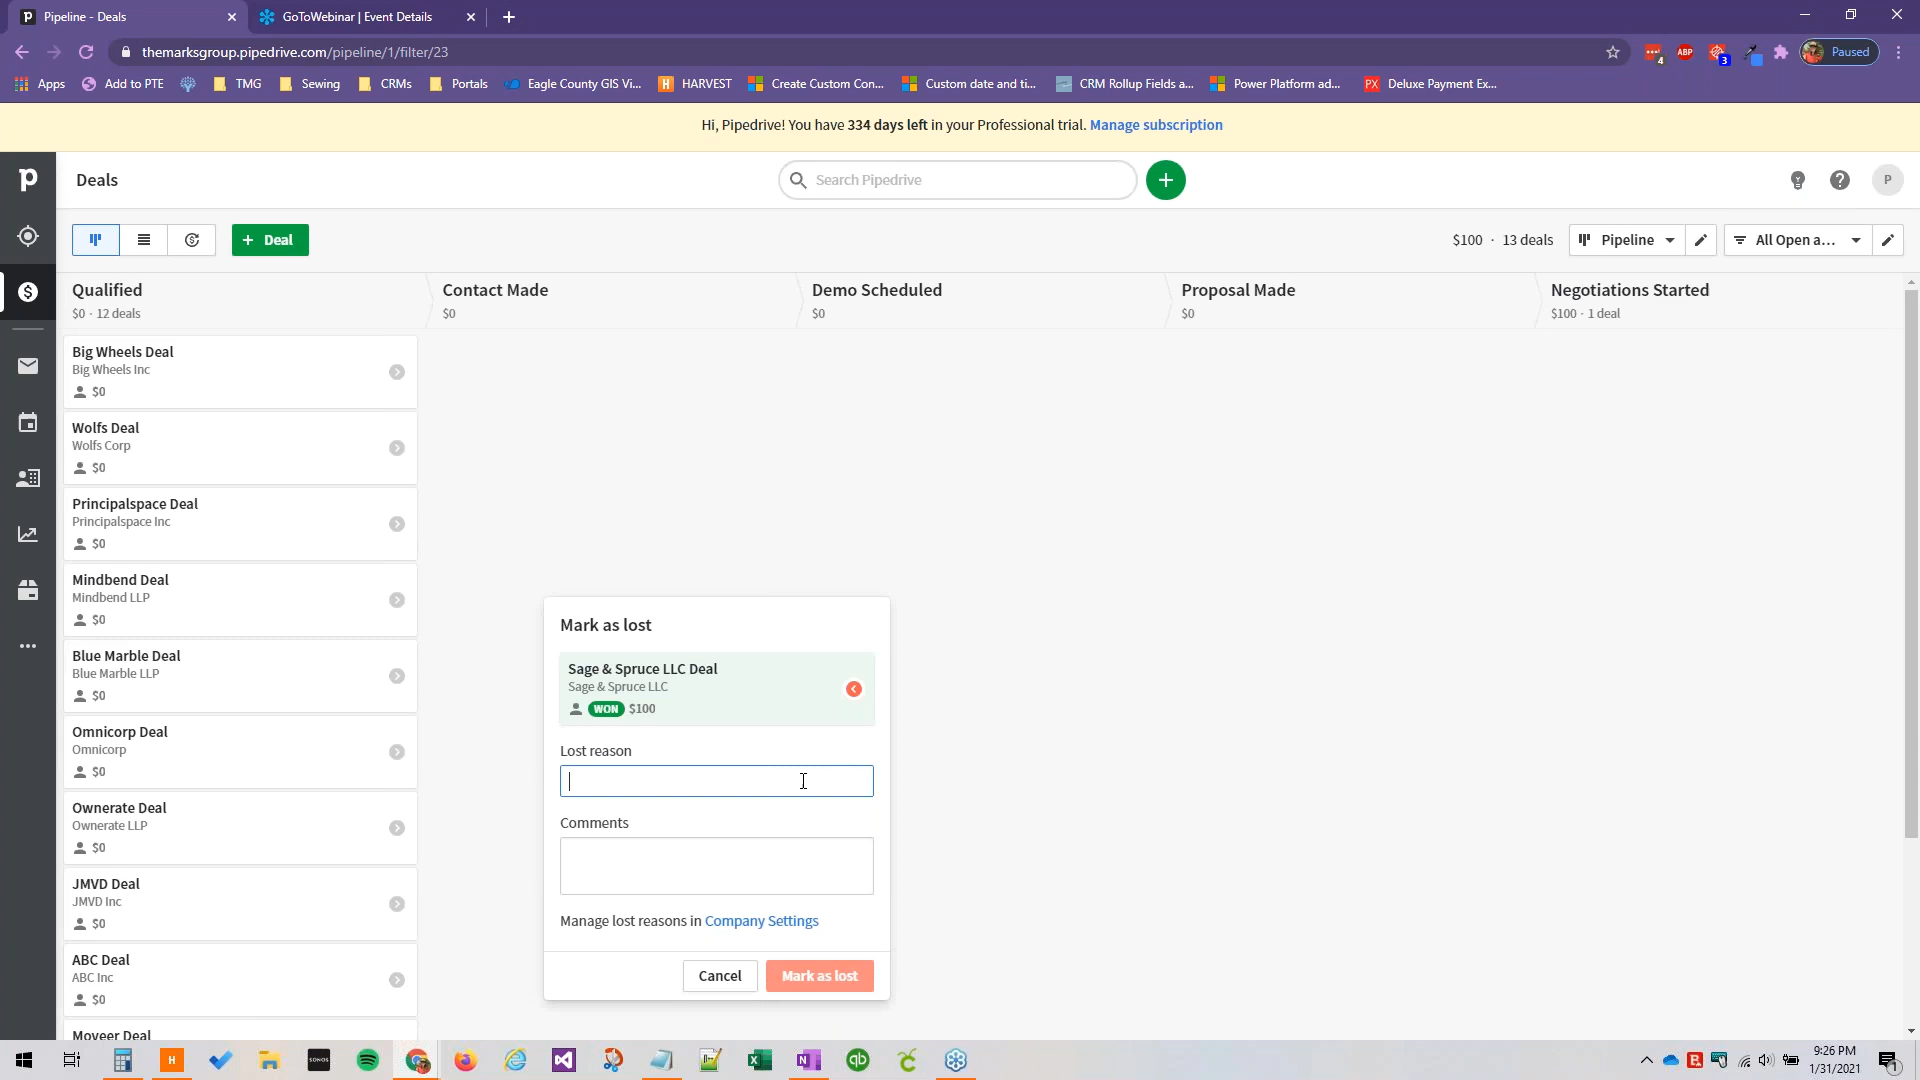 Pipeline - Deals
GoToWebinar | Event Details
themarksgroup.pipedrive.com/pipeline/1/filter/23
4
ABP
3
Paused
Apps
Add to PTE
TMG
Sewing
CRMs
Portals
Eagle County GIS Vi...
HARVEST
Create Custom Con...
Custom date and ti...
CRM Rollup Fields a...
Power Platform ad...
Deluxe Payment Ex...
Hi, Pipedrive! You have 334 days left in your Professional trial. Manage subscription
Deals
Search Pipedrive
P
+ Deal
$100 · 13 deals
Pipeline
All Open a...
Qualified
$0 · 12 deals
Contact Made
$0
Demo Scheduled
$0
Proposal Made
$0
Negotiations Started
$100 · 1 deal
Big Wheels Deal
Big Wheels Inc
$0
Wolfs Deal
Wolfs Corp
$0
Principalspace Deal
Principalspace Inc
$0
Mindbend Deal
Mindbend LLP
$0
Blue Marble Deal
Blue Marble LLP
$0
Omnicorp Deal
Omnicorp
$0
Ownerate Deal
Ownerate LLP
$0
JMVD Deal
JMVD Inc
$0
ABC Deal
ABC Inc
$0
Moveer Deal
Mark as lost
Sage & Spruce LLC Deal
Sage & Spruce LLC
WON $100
Lost reason
Comments
Manage lost reasons in Company Settings
Cancel
Mark as lost
SONOS
9:26 PM
1/31/2021
1